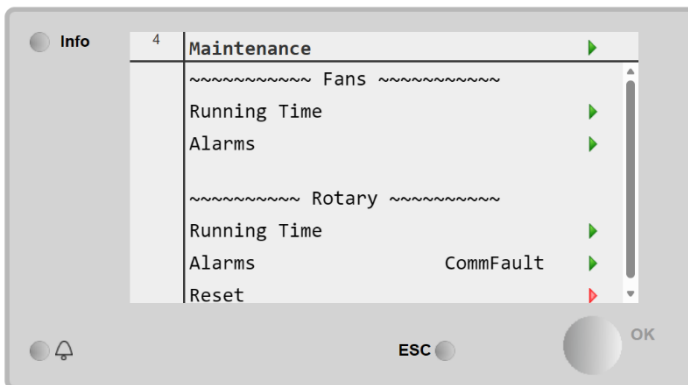 Info
4 Maintenance
~~~~~~~~~~~ Fans ~~~~~~~~~~~
Running Time
Alarms
~~~~~~~~~~ Rotary ~~~~~~~~~~
Running Time
Alarms CommFault
Reset
ESC OK